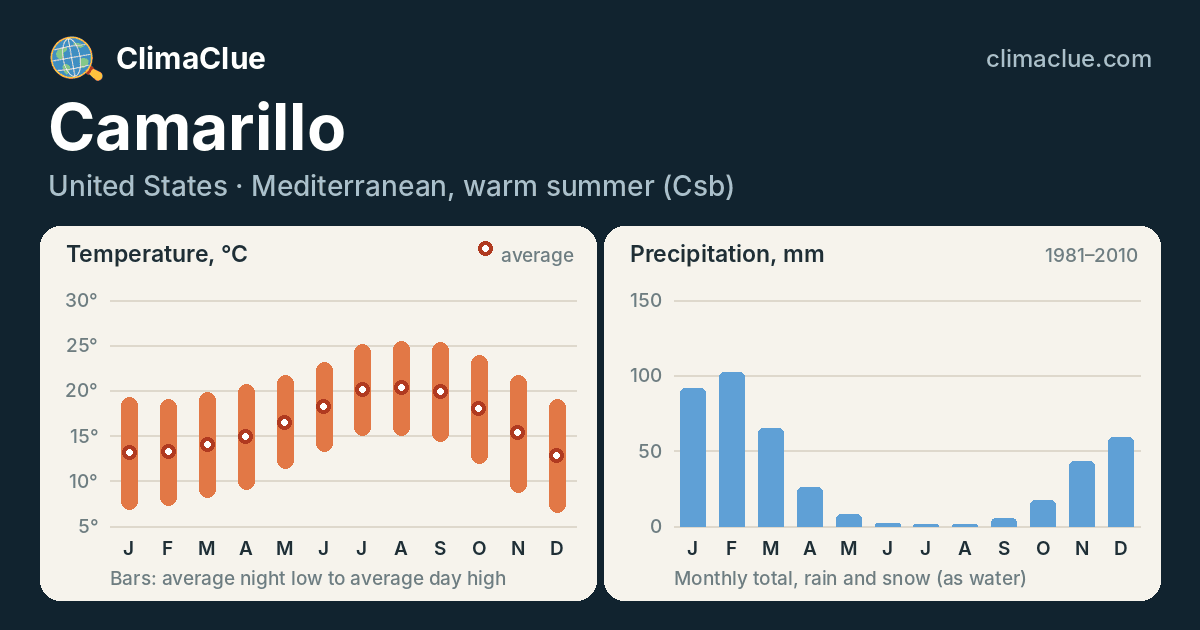 ClimaClue
climaclue.com
Camarillo
United States · Mediterranean, warm summer (Csb)
Temperature, °C
average
30°
25°
20°
15°
10°
5°
J F M A M J J A S O N D
Bars: average night low to average day high
Precipitation, mm
1981–2010
150
100
50
0
J F M A M J J A S O N D
Monthly total, rain and snow (as water)